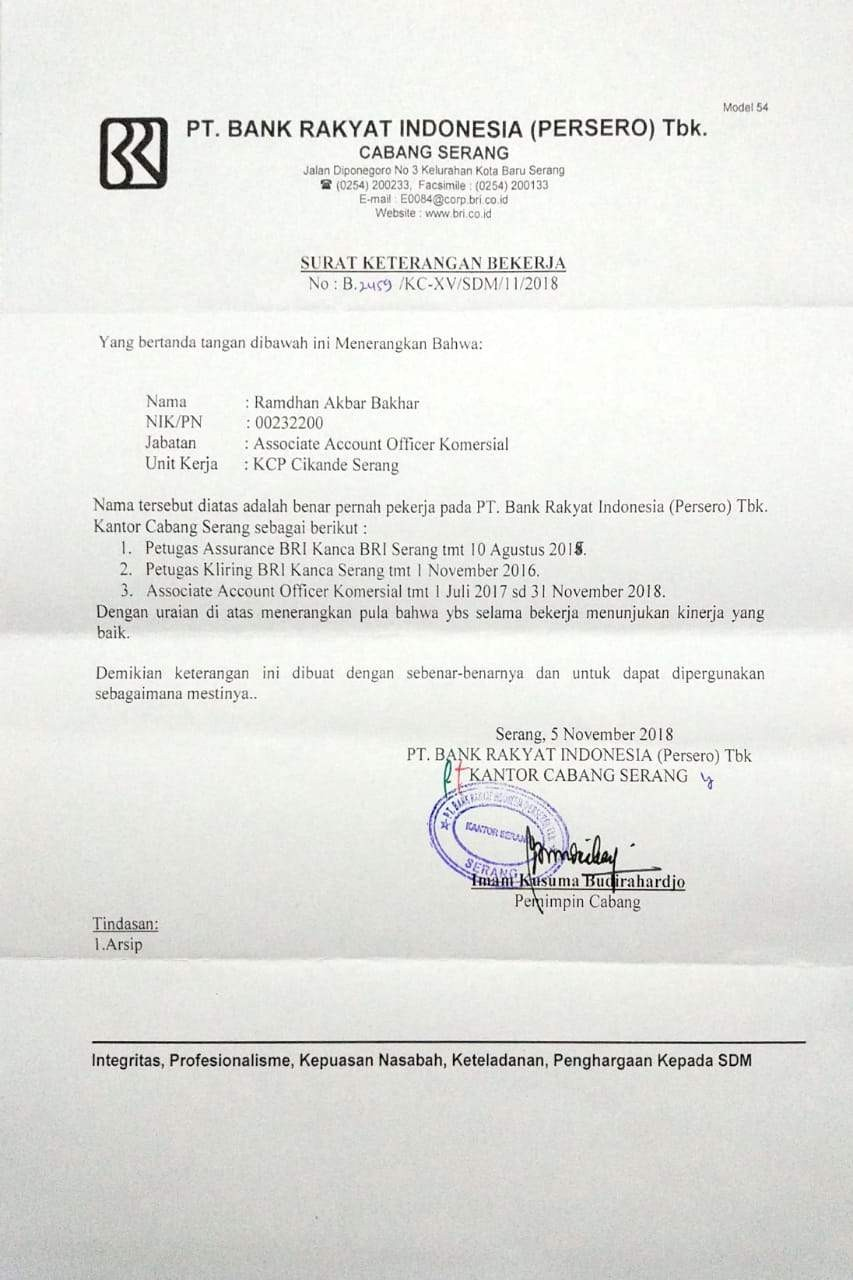 Model 54
PT. BANK RAKYAT INDONESIA (PERSERO) Tbk.
CABANG SERANG
Jalan Diponegoro No 3 Kelurahan Kota Baru Serang
☎ (0254) 200233, Facsimile : (0254) 200133
E-mail : E0084@corp.bri.co.id
Website : www.bri.co.id
SURAT KETERANGAN BEKERJA
No : B.2459 /KC-XV/SDM/11/2018
Yang bertanda tangan dibawah ini Menerangkan Bahwa:
Nama : Ramdhan Akbar Bakhar
NIK/PN : 00232200
Jabatan : Associate Account Officer Komersial
Unit Kerja : KCP Cikande Serang
Nama tersebut diatas adalah benar pernah pekerja pada PT. Bank Rakyat Indonesia (Persero) Tbk.
Kantor Cabang Serang sebagai berikut :
1. Petugas Assurance BRI Kanca BRI Serang tmt 10 Agustus
2. Petugas Kliring BRI Kanca Serang tmt 1 November 2016.
3. Associate Account Officer Komersial tmt 1 Juli 2017 sd 31 November 2018.
Dengan uraian di atas menerangkan pula bahwa ybs selama bekerja menunjukan kinerja yang
baik.
Demikian keterangan ini dibuat dengan sebenar-benarnya dan untuk dapat dipergunakan
sebagaimana mestinya..
Serang, 5 November 2018
PT. BANK RAKYAT INDONESIA (Persero) Tbk
KANTOR CABANG SERANG
KANTOR SERANG
SERANG
Imam Kusuma Budirahardjo
Pemimpin Cabang
Tindasan:
1.Arsip
Integritas, Profesionalisme, Kepuasan Nasabah, Keteladanan, Penghargaan Kepada SDM